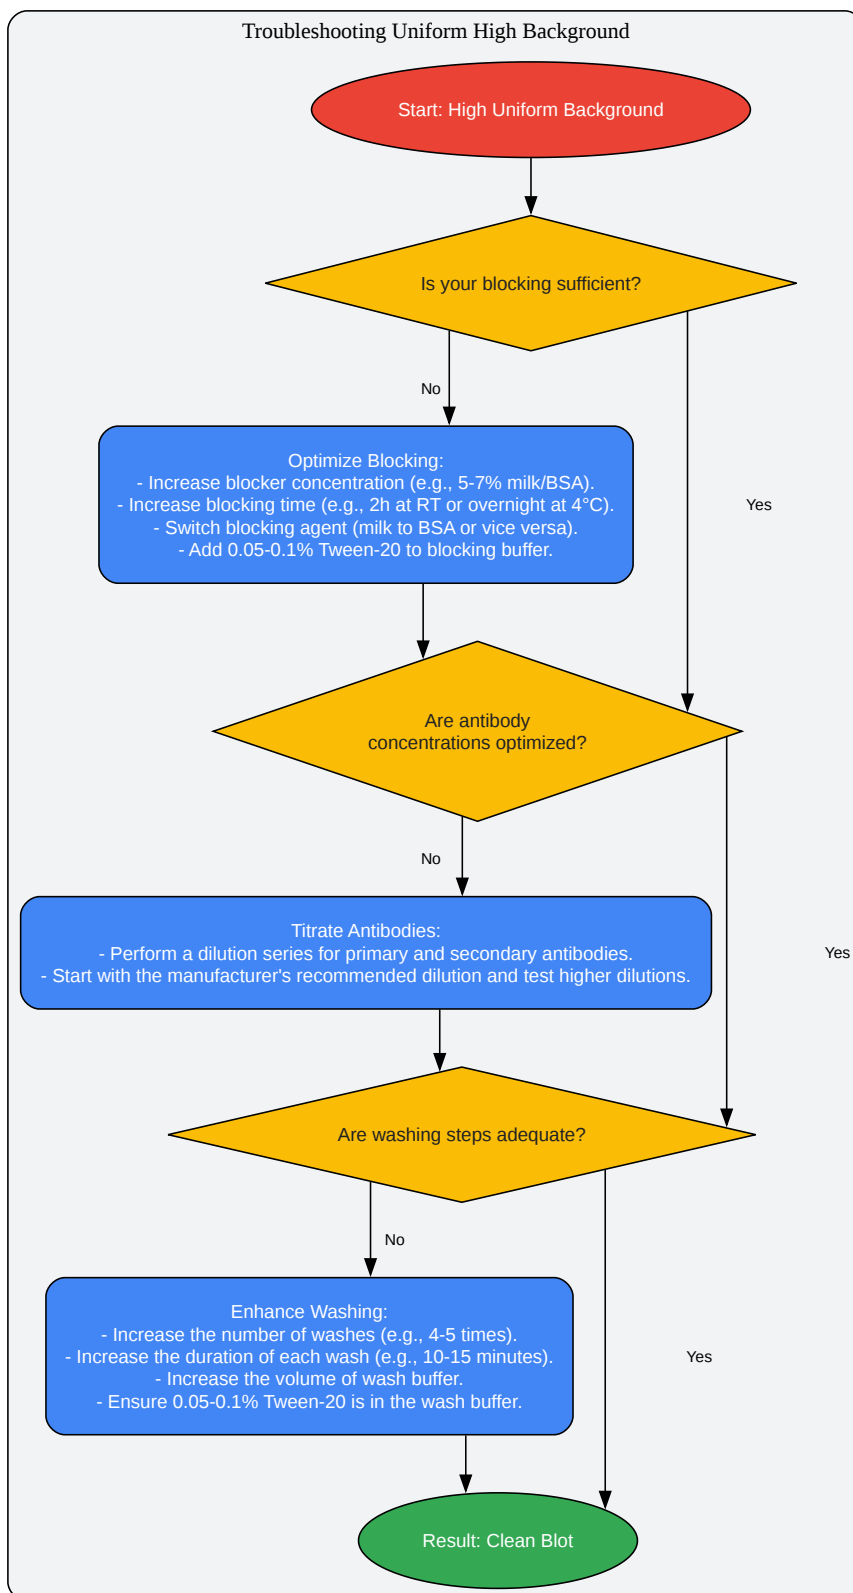 Troubleshooting Uniform High Background
Start: High Uniform Background
Is your blocking sufficient?
No
Yes
Optimize Blocking:
- Increase blocker concentration (e.g., 5-7% milk/BSA).
- Increase blocking time (e.g., 2h at RT or overnight at 4°C).
- Switch blocking agent (milk to BSA or vice versa).
- Add 0.05-0.1% Tween-20 to blocking buffer.
Are antibody
concentrations optimized?
No
Yes
Titrate Antibodies:
- Perform a dilution series for primary and secondary antibodies.
- Start with the manufacturer's recommended dilution and test higher dilutions.
Are washing steps adequate?
No
Yes
Enhance Washing:
- Increase the number of washes (e.g., 4-5 times).
- Increase the duration of each wash (e.g., 10-15 minutes).
- Increase the volume of wash buffer.
- Ensure 0.05-0.1% Tween-20 is in the wash buffer.
Result: Clean Blot